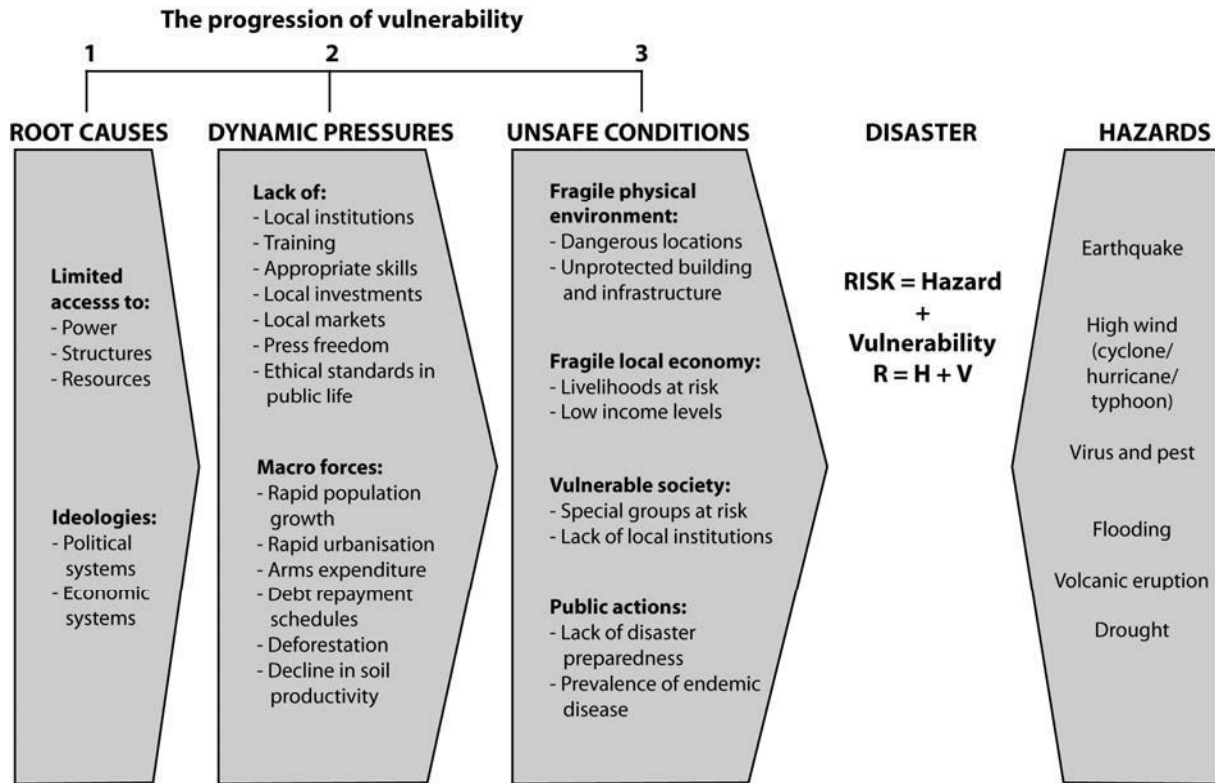 The progression of vulnerability
1
2
3
ROOT CAUSES
DYNAMIC PRESSURES
UNSAFE CONDITIONS
DISASTER
HAZARDS
Limited
accesss to:
- Power
- Structures
- Resources
Ideologies:
- Political
systems
- Economic
systems
Lack of:
- Local institutions
- Training
- Appropriate skills
- Local investments
- Local markets
- Press freedom
- Ethical standards in
public life
Macro forces:
- Rapid population
growth
- Rapid urbanisation
- Arms expenditure
- Debt repayment
schedules
- Deforestation
- Decline in soil
productivity
Fragile physical
environment:
- Dangerous locations
- Unprotected building
and infrastructure
Fragile local economy:
- Livelihoods at risk
- Low income levels
Vulnerable society:
- Special groups at risk
- Lack of local institutions
Public actions:
- Lack of disaster
preparedness
- Prevalence of endemic
disease
RISK = Hazard
+
Vulnerability
R = H + V
Earthquake
High wind
(cyclone/
hurricane/
typhoon)
Virus and pest
Flooding
Volcanic eruption
Drought